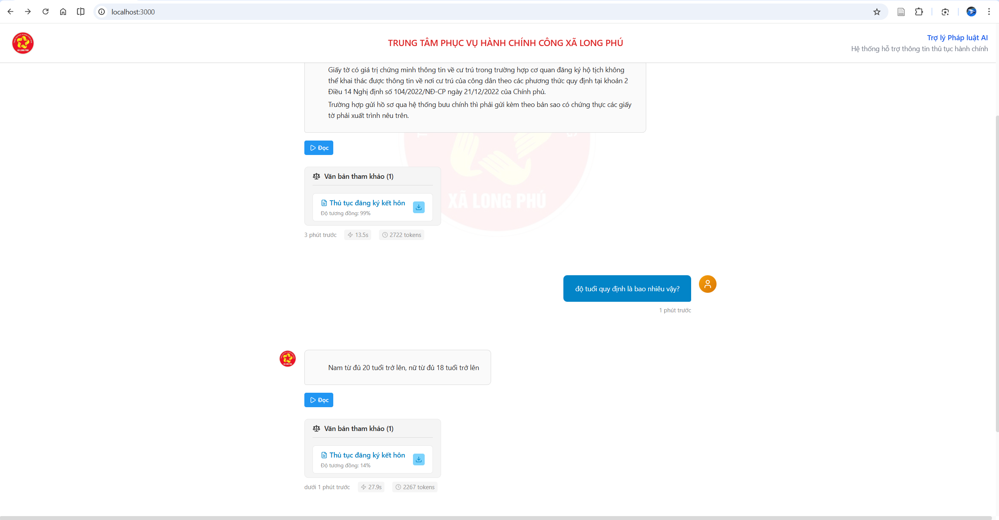 localhost:3000
TRUNG TÂM PHỤC VỤ HÀNH CHÍNH CÔNG XÃ LONG PHÚ
Trợ lý Pháp luật AI
Hệ thống hỗ trợ thông tin thủ tục hành chính
XÃ LONG PHÚ
Giấy tờ có giá trị chứng minh thông tin về cư trú trong trường hợp cơ quan đăng ký hộ tịch không
thể khai thác được thông tin về nơi cư trú của công dân theo các phương thức quy định tại khoản 2
Điều 14 Nghị định số 104/2022/NĐ-CP ngày 21/12/2022 của Chính phủ.
Trường hợp gửi hồ sơ qua hệ thống bưu chính thì phải gửi kèm theo bản sao có chứng thực các giấy
tờ phải xuất trình nêu trên.
Đọc
Văn bản tham khảo (1)
Thủ tục đăng ký kết hôn
Độ tương đồng: 99%
XÃ LONG PHÚ
3 phút trước 13.5s 2722 tokens
độ tuổi quy định là bao nhiêu vậy?
1 phút trước
Nam từ đủ 20 tuổi trở lên, nữ từ đủ 18 tuổi trở lên
Đọc
Văn bản tham khảo (1)
Thủ tục đăng ký kết hôn
Độ tương đồng: 14%
dưới 1 phút trước 27.9s 2267 tokens